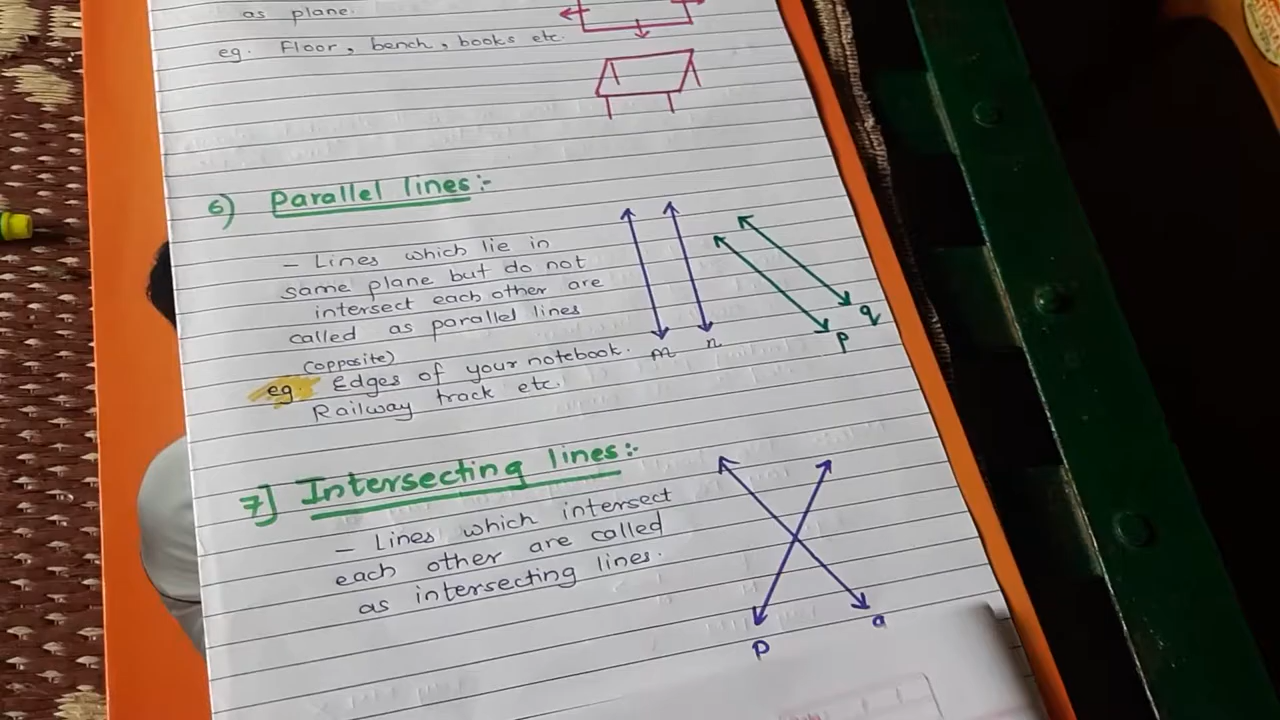 as plane.
eg. Floor, bench, books etc.
6) Parallel lines:-
- Lines which lie in
same plane but do not
intersect each other are
called as parallel lines
(opposite)
eg. Edges of your notebook.
Railway track etc.
m n
p q
7] Intersecting lines:-
- Lines which intersect
each other are called
as intersecting lines.
p a